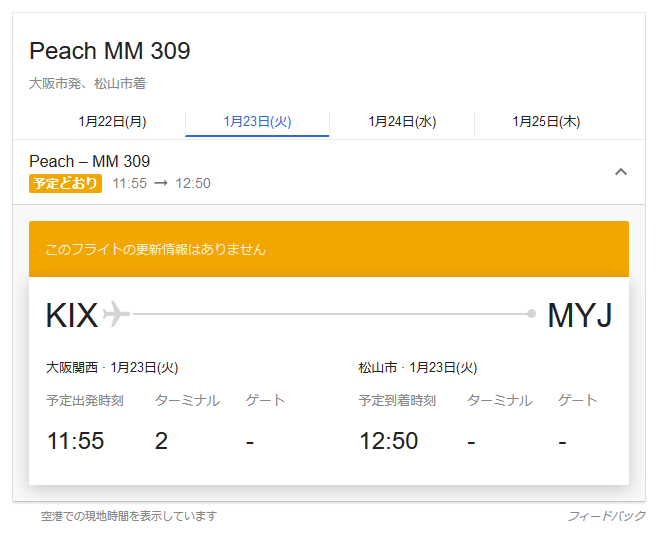 Peach MM 309
大阪市発、松山市着
1月22日(月) 1月23日(火) 1月24日(水) 1月25日(木)
Peach – MM 309
予定どおり 11:55 → 12:50
このフライトの更新情報はありません
KIX MYJ
大阪関西 · 1月23日(火) 松山市 · 1月23日(火)
予定出発時刻 ターミナル ゲート 予定到着時刻 ターミナル ゲート
11:55 2 - 12:50 - -
空港での現地時間を表示しています フィードバック